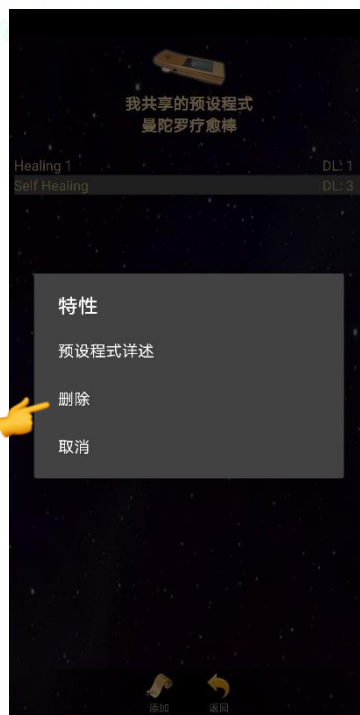 我共享的预设程式
曼陀罗疗愈棒
Healing 1 DL: 1
Self Healing DL: 3
特性
预设程式详述
删除
取消
添加 返回